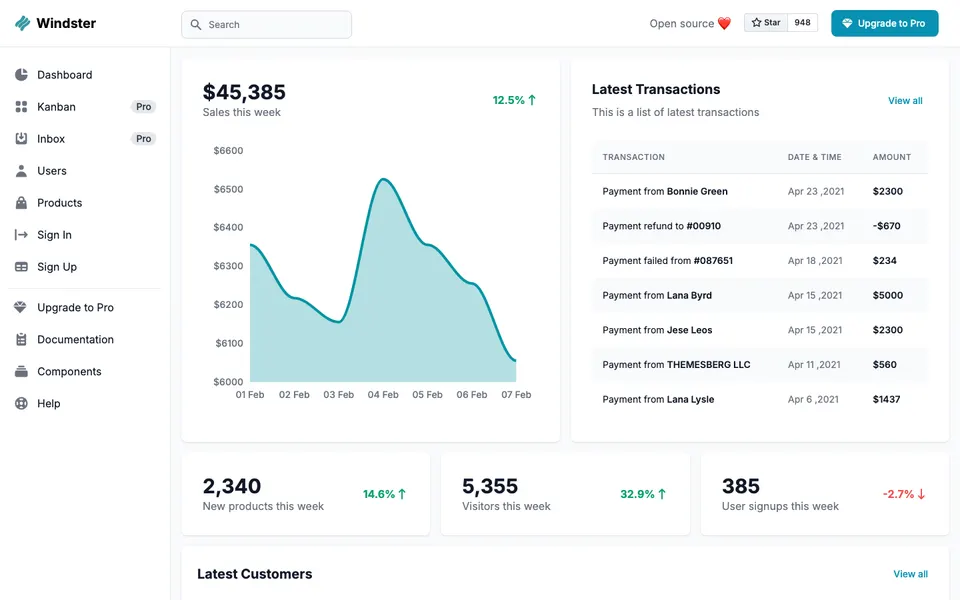 Windster
Search
Open source ❤️
Star 948
Upgrade to Pro
Dashboard
Kanban Pro
Inbox Pro
Users
Products
Sign In
Sign Up
Upgrade to Pro
Documentation
Components
Help
$45,385
Sales this week
12.5%
$6600
$6500
$6400
$6300
$6200
$6100
$6000
01 Feb 02 Feb 03 Feb 04 Feb 05 Feb 06 Feb 07 Feb
Latest Transactions
This is a list of latest transactions
View all
TRANSACTION DATE & TIME AMOUNT
Payment from Bonnie Green Apr 23 ,2021 $2300
Payment refund to #00910 Apr 23 ,2021 -$670
Payment failed from #087651 Apr 18 ,2021 $234
Payment from Lana Byrd Apr 15 ,2021 $5000
Payment from Jese Leos Apr 15 ,2021 $2300
Payment from THEMESBERG LLC Apr 11 ,2021 $560
Payment from Lana Lysle Apr 6 ,2021 $1437
2,340
New products this week
14.6%
5,355
Visitors this week
32.9%
385
User signups this week
-2.7%
Latest Customers
View all